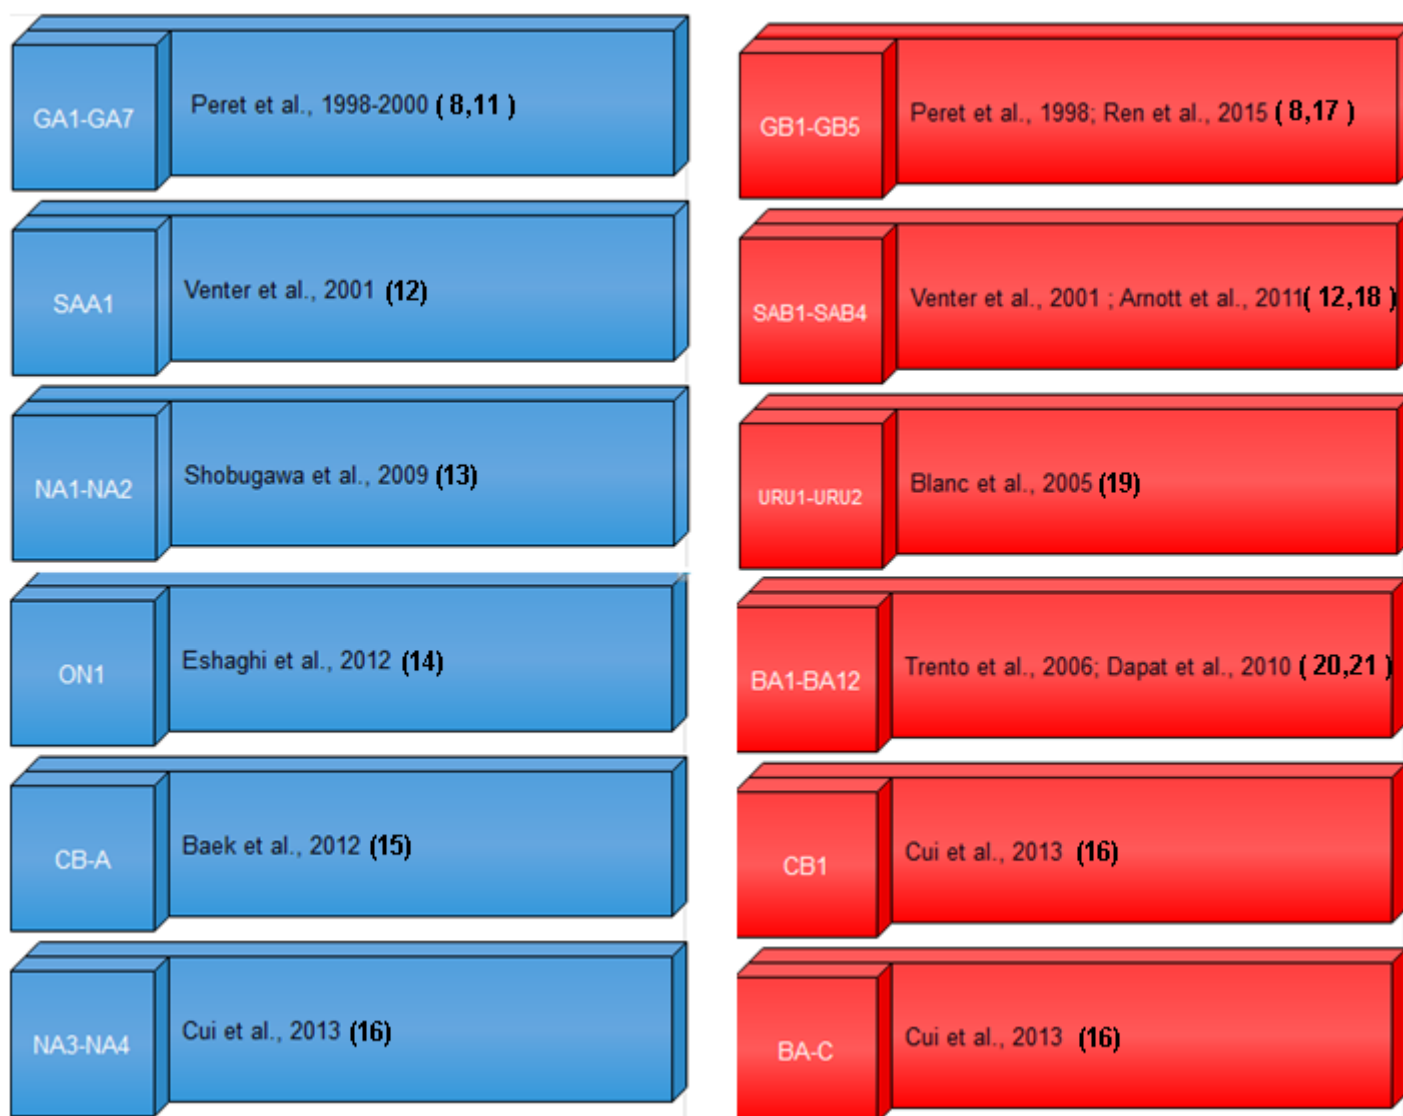 GA1-GA7
Peret et al., 1998-2000 ( 8,11 )
SAA1
Venter et al., 2001 (12)
NA1-NA2
Shobugawa et al., 2009 (13)
ON1
Eshaghi et al., 2012 (14)
CB-A
Baek et al., 2012 (15)
NA3-NA4
Cui et al., 2013 (16)
GB1-GB5
Peret et al., 1998; Ren et al., 2015 ( 8,17 )
SAB1-SAB4
Venter et al., 2001 ; Arnott et al., 2011( 12,18 )
URU1-URU2
Blanc et al., 2005 (19)
BA1-BA12
Trento et al., 2006; Dapat et al., 2010 ( 20,21 )
CB1
Cui et al., 2013 (16)
BA-C
Cui et al., 2013 (16)